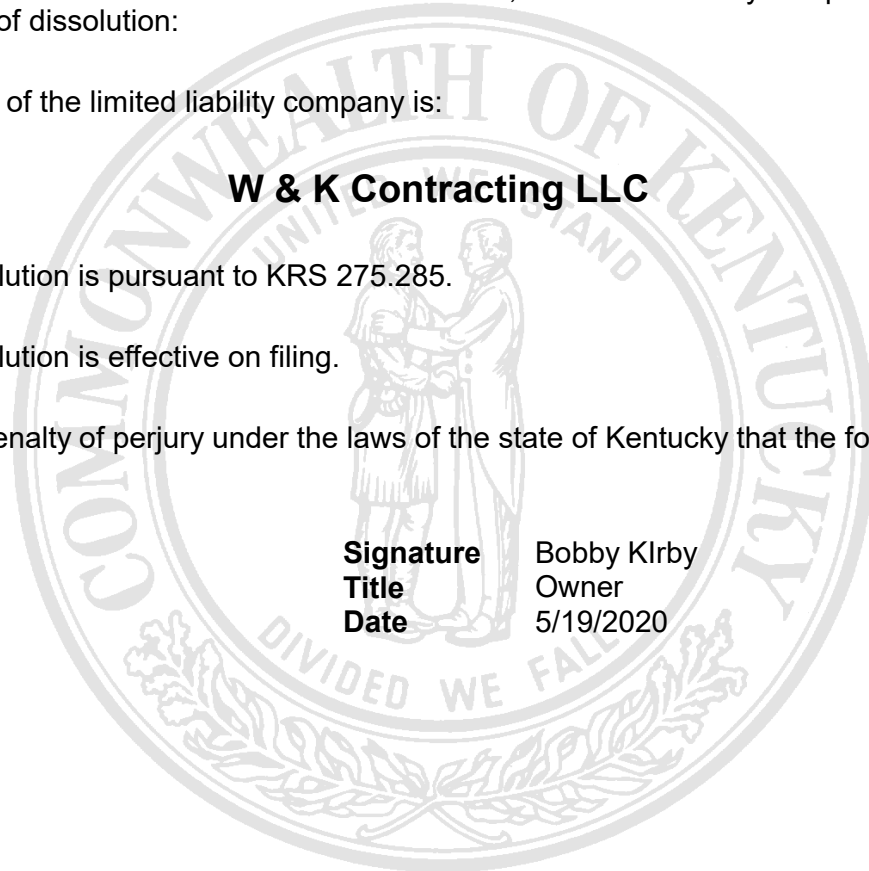 of dissolution:
of the limited liability company is:
W & K Contracting LLC
lution is pursuant to KRS 275.285.
lution is effective on filing.
enalty of perjury under the laws of the state of Kentucky that the fo
Signature Bobby KIrby
Title Owner
Date 5/19/2020
COMMONWEALTH OF KENTUCKY
UNITED WE STAND
DIVIDED WE FALL